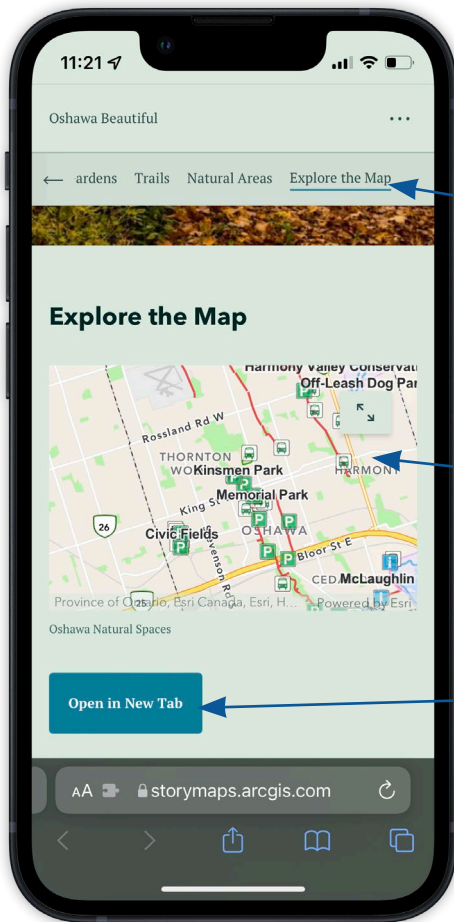 11:21
Oshawa Beautiful
ardens Trails Natural Areas Explore the Map
Explore the Map
Harmony Valley Conservati
Off-Leash Dog Par
Rossland Rd W
THORNTON
WO
Kinsmen Park
HARMONY
King St
Memorial Park
26
Civic Fields
OSHAWA
P
P
P
P
P
P
Bloor St E
CED
McLaughlin
Province of Ontario, Esri Canada, Esri, H... Powered by Esri
Oshawa Natural Spaces
Open in New Tab
AA storymaps.arcgis.com